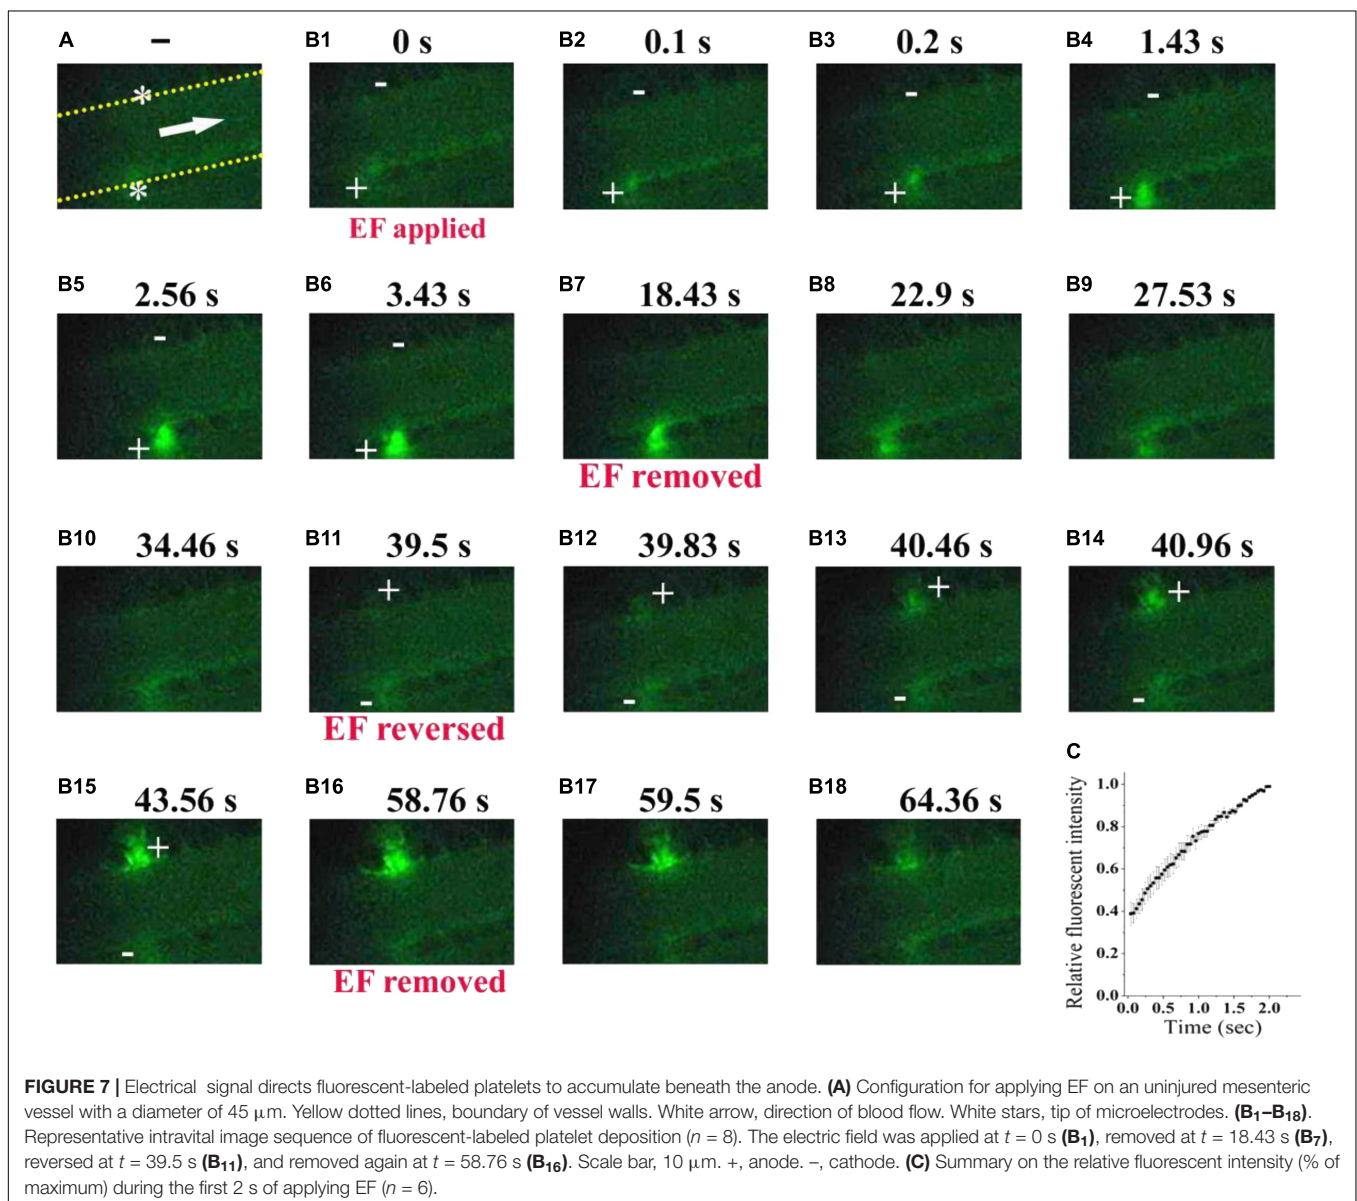 A – B1 0 s B2 0.1 s B3 0.2 s B4 1.43 s
* - - - -
* + + + +
EF applied
B5 2.56 s B6 3.43 s B7 18.43 s B8 22.9 s B9 27.53 s
- -
+ +
EF removed
B10 34.46 s B11 39.5 s B12 39.83 s B13 40.46 s B14 40.96 s
+ + + +
- - - -
EF reversed
B15 43.56 s B16 58.76 s B17 59.5 s B18 64.36 s
+
-
EF removed
C
Relative fluorescent intensity
1.0
0.8
0.6
0.4
0.2
0.0
0.0 0.5 1.0 1.5 2.0
Time (sec)
FIGURE 7 | Electrical signal directs fluorescent-labeled platelets to accumulate beneath the anode. (A) Configuration for applying EF on an uninjured mesenteric
vessel with a diameter of 45 μm. Yellow dotted lines, boundary of vessel walls. White arrow, direction of blood flow. White stars, tip of microelectrodes. (B1–B18).
Representative intravital image sequence of fluorescent-labeled platelet deposition (n = 8). The electric field was applied at t = 0 s (B1), removed at t = 18.43 s (B7),
reversed at t = 39.5 s (B11), and removed again at t = 58.76 s (B16). Scale bar, 10 μm. +, anode. –, cathode. (C) Summary on the relative fluorescent intensity (% of
maximum) during the first 2 s of applying EF (n = 6).